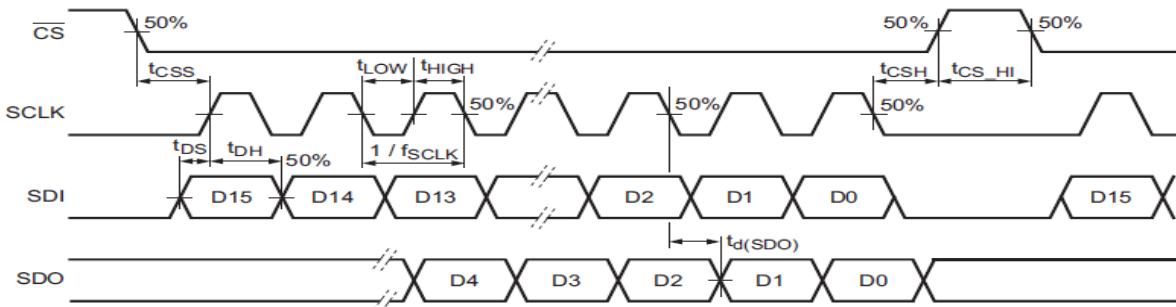 50% 50% 50%
C̅S̅
tCSS tLOW tHIGH tCSH tCS_HI
SCLK 50% 50% 50%
tDS tDH 50% 1 / fSCLK
SDI D15 D14 D13 D2 D1 D0 D15
td(SDO)
SDO D4 D3 D2 D1 D0